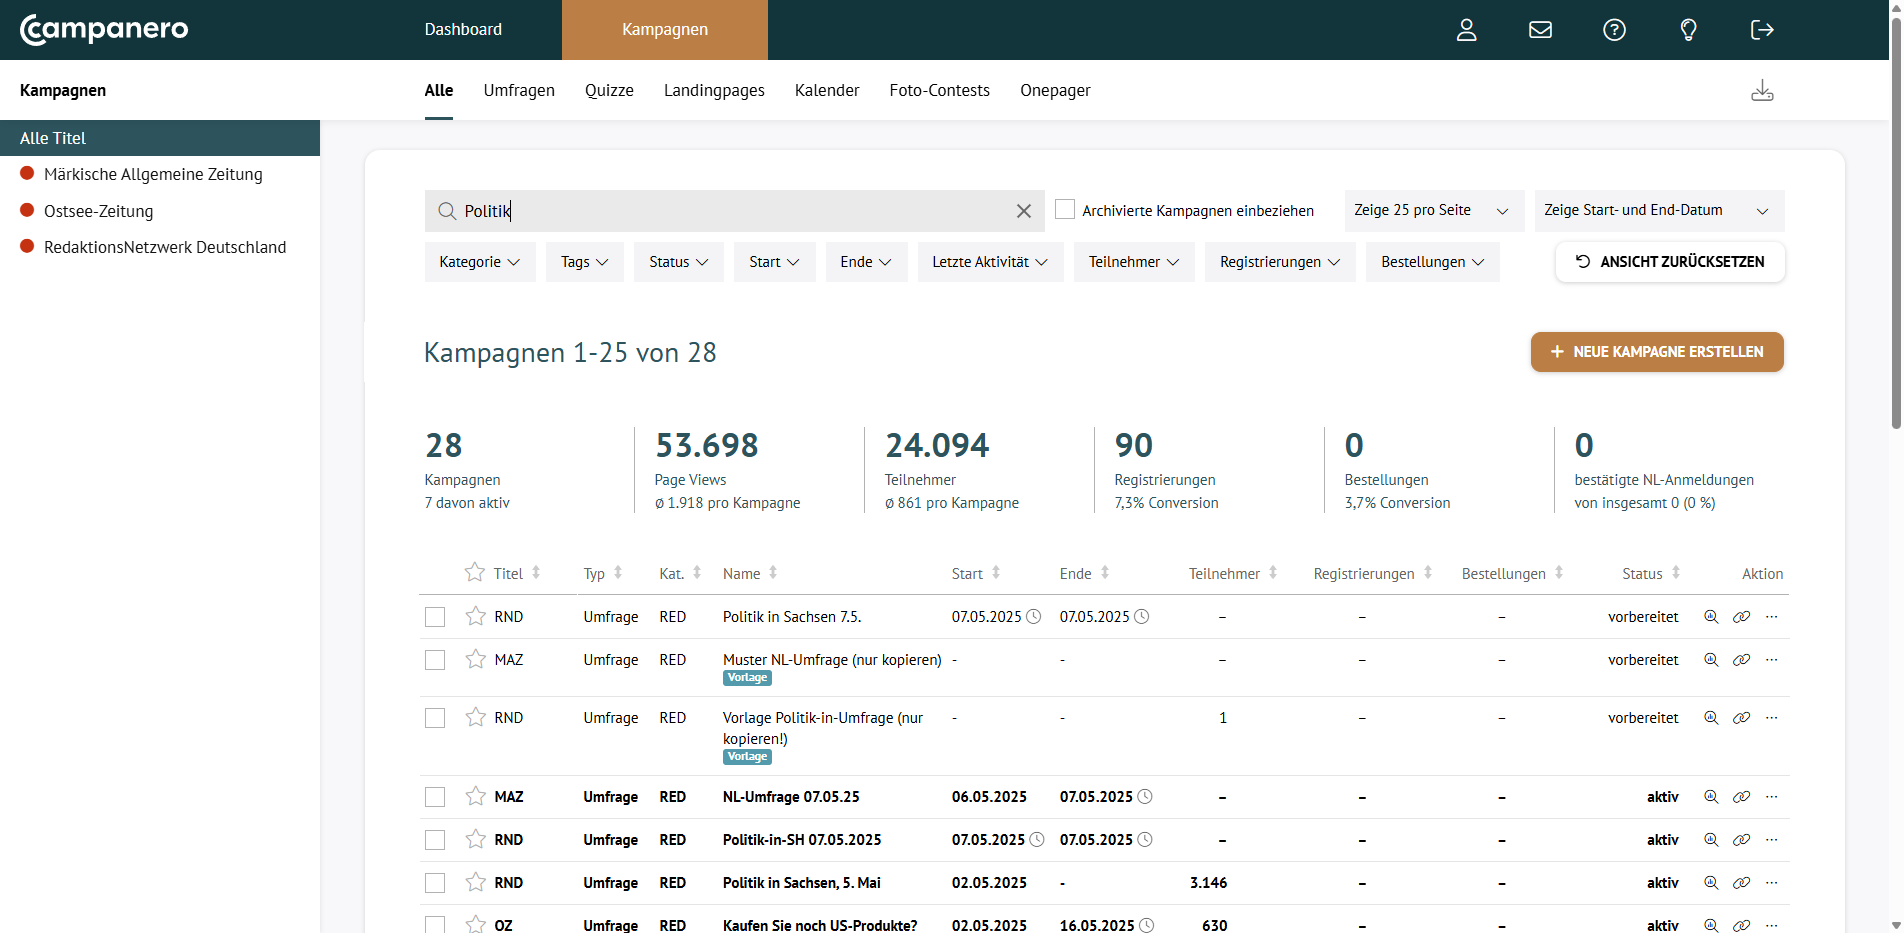 campanero
Dashboard
Kampagnen
Kampagnen
Alle
Umfragen
Quizze
Landingpages
Kalender
Foto-Contests
Onepager
Alle Titel
Märkische Allgemeine Zeitung
Ostsee-Zeitung
RedaktionsNetzwerk Deutschland
Politik
Archivierte Kampagnen einbeziehen
Zeige 25 pro Seite
Zeige Start- und End-Datum
Kategorie
Tags
Status
Start
Ende
Letzte Aktivität
Teilnehmer
Registrierungen
Bestellungen
ANSICHT ZURÜCKSETZEN
Kampagnen 1-25 von 28
+ NEUE KAMPAGNE ERSTELLEN
28
Kampagnen
7 davon aktiv
53.698
Page Views
ø 1.918 pro Kampagne
24.094
Teilnehmer
ø 861 pro Kampagne
90
Registrierungen
7,3% Conversion
0
Bestellungen
3,7% Conversion
0
bestätigte NL-Anmeldungen
von insgesamt 0 (0 %)
Titel Typ Kat. Name Start Ende Teilnehmer Registrierungen Bestellungen Status Aktion
RND Umfrage RED Politik in Sachsen 7.5. 07.05.2025 07.05.2025 – – – vorbereitet ···
MAZ Umfrage RED Muster NL-Umfrage (nur kopieren) - - – – – vorbereitet ···
Vorlage
RND Umfrage RED Vorlage Politik-in-Umfrage (nur - - 1 – – vorbereitet ···
kopieren!)
Vorlage
MAZ Umfrage RED NL-Umfrage 07.05.25 06.05.2025 07.05.2025 – – – aktiv ···
RND Umfrage RED Politik-in-SH 07.05.2025 07.05.2025 07.05.2025 – – – aktiv ···
RND Umfrage RED Politik in Sachsen, 5. Mai 02.05.2025 - 3.146 – – aktiv ···
OZ Umfrage RED Kaufen Sie noch US-Produkte? 02.05.2025 16.05.2025 630 – – aktiv ···